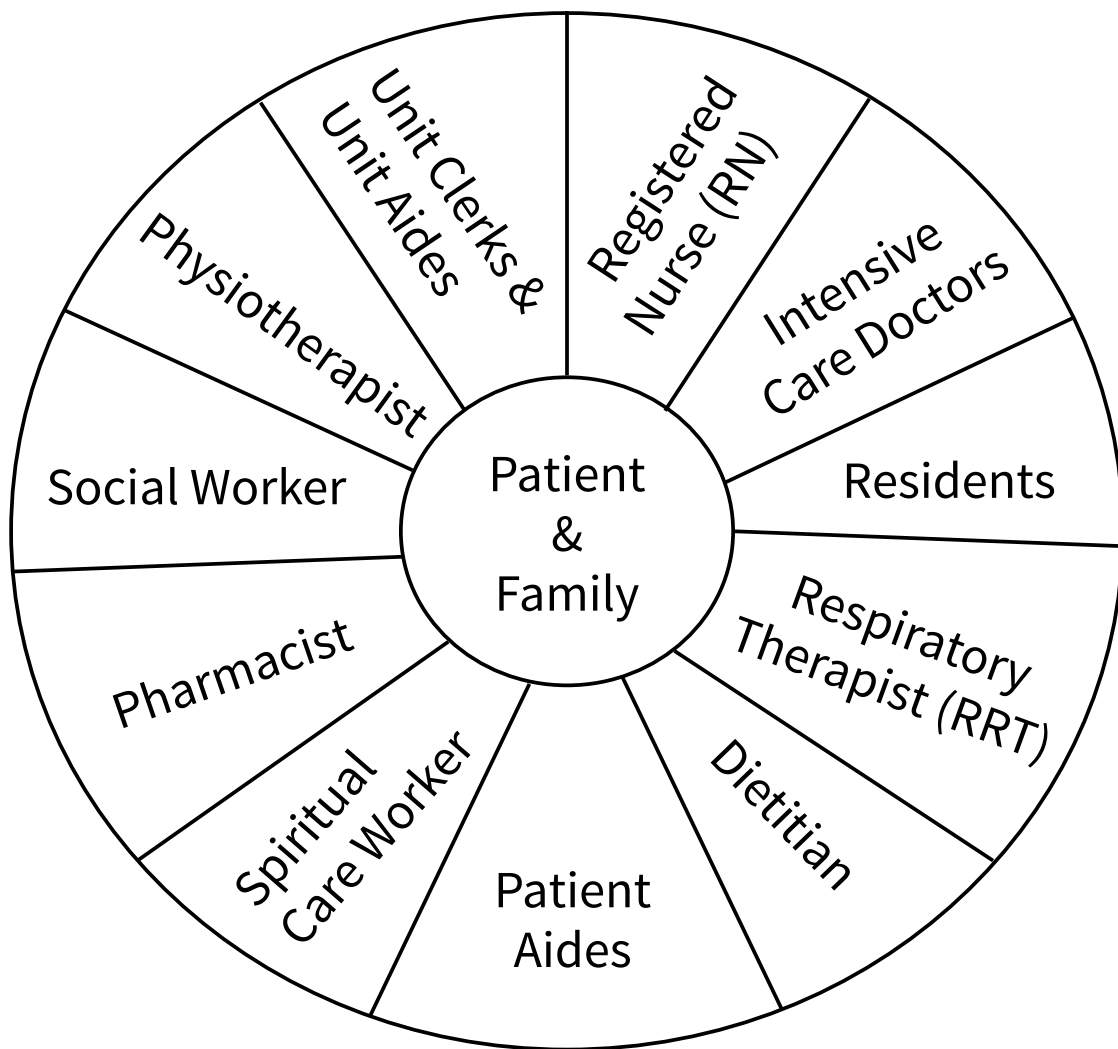 Unit Clerks &
Unit Aides
Registered
Nurse (RN)
Intensive
Care Doctors
Residents
Respiratory
Therapist (RRT)
Dietitian
Patient
Aides
Spiritual
Care Worker
Pharmacist
Social Worker
Physiotherapist
Patient
&
Family